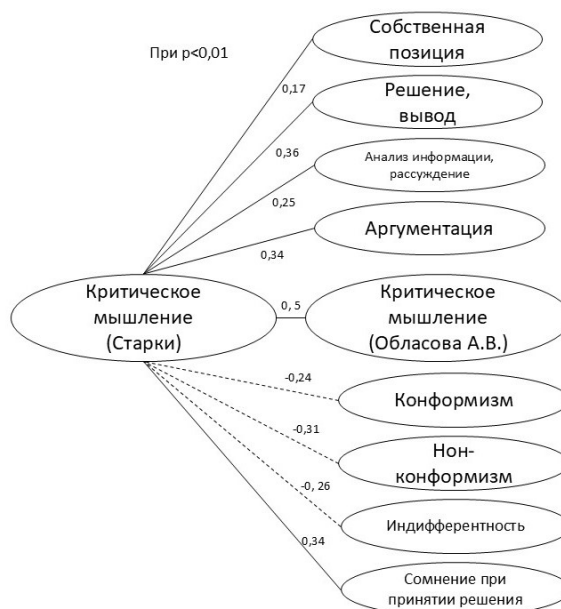 При p<0,01
Собственная
позиция
0,17
Решение,
вывод
0,36
Анализ информации,
рассуждение
0,25
Аргументация
0,34
Критическое
мышление
(Старки)
0, 5
Критическое
мышление
(Обласова А.В.)
-0,24
Конформизм
-0,31
Нон-
конформизм
-0, 26
Индифферентность
0,34
Сомнение при
принятии решения